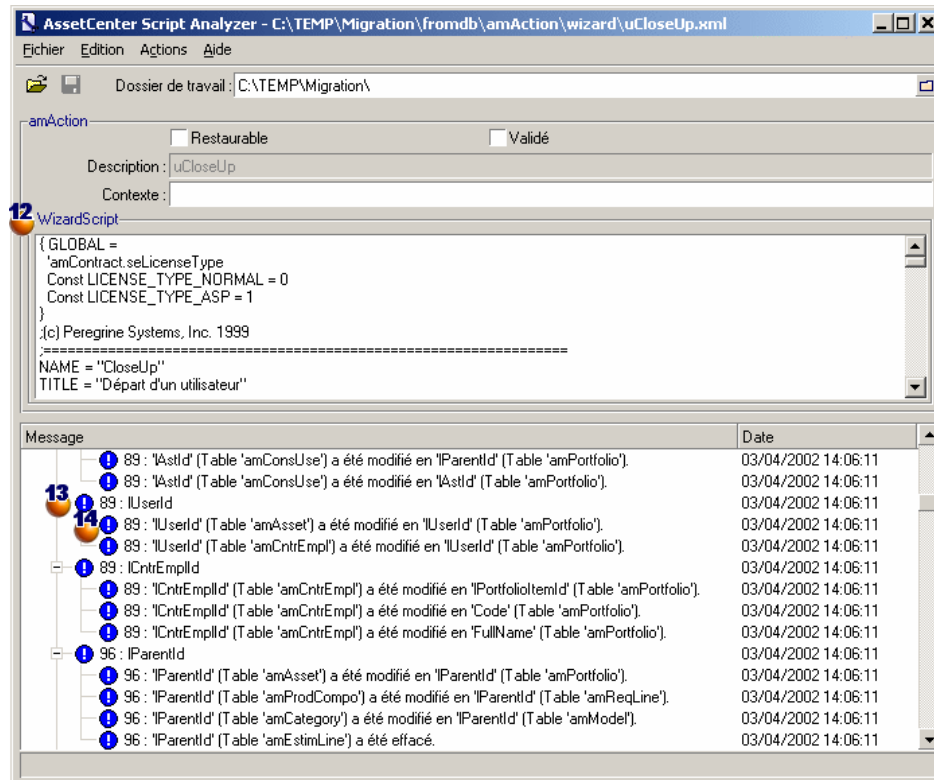 AssetCenter Script Analyzer - C:\TEMP\Migration\fromdb\amAction\wizard\uCloseUp.xml
Fichier Edition Actions Aide
Dossier de travail : C:\TEMP\Migration\
amAction
Restaurable Validé
Description : uCloseUp
Contexte :
12 WizardScript
{ GLOBAL =
'amContract.seLicenseType
Const LICENSE_TYPE_NORMAL = 0
Const LICENSE_TYPE_ASP = 1
}
;(c) Peregrine Systems, Inc. 1999
;=================================================================
NAME = "CloseUp"
TITLE = "Départ d'un utilisateur"
Message Date
89 : 'lAstId' (Table 'amConsUse') a été modifié en 'lParentId' (Table 'amPortfolio'). 03/04/2002 14:06:11
89 : 'lAstId' (Table 'amConsUse') a été modifié en 'lAstId' (Table 'amPortfolio'). 03/04/2002 14:06:11
13 89 : lUserId 03/04/2002 14:06:11
14 89 : 'lUserId' (Table 'amAsset') a été modifié en 'lUserId' (Table 'amPortfolio'). 03/04/2002 14:06:11
89 : 'lUserId' (Table 'amCntrEmpl') a été modifié en 'lUserId' (Table 'amPortfolio'). 03/04/2002 14:06:11
89 : lCntrEmplId 03/04/2002 14:06:11
89 : 'lCntrEmplId' (Table 'amCntrEmpl') a été modifié en 'lPortfolioItemId' (Table 'amPortfolio'). 03/04/2002 14:06:11
89 : 'lCntrEmplId' (Table 'amCntrEmpl') a été modifié en 'Code' (Table 'amPortfolio'). 03/04/2002 14:06:11
89 : 'lCntrEmplId' (Table 'amCntrEmpl') a été modifié en 'FullName' (Table 'amPortfolio'). 03/04/2002 14:06:11
96 : lParentId 03/04/2002 14:06:11
96 : 'lParentId' (Table 'amAsset') a été modifié en 'lParentId' (Table 'amPortfolio'). 03/04/2002 14:06:11
96 : 'lParentId' (Table 'amProdCompo') a été modifié en 'lParentId' (Table 'amReqLine'). 03/04/2002 14:06:11
96 : 'lParentId' (Table 'amCategory') a été modifié en 'lParentId' (Table 'amModel'). 03/04/2002 14:06:11
96 : 'lParentId' (Table 'amEstimLine') a été effacé. 03/04/2002 14:06:11